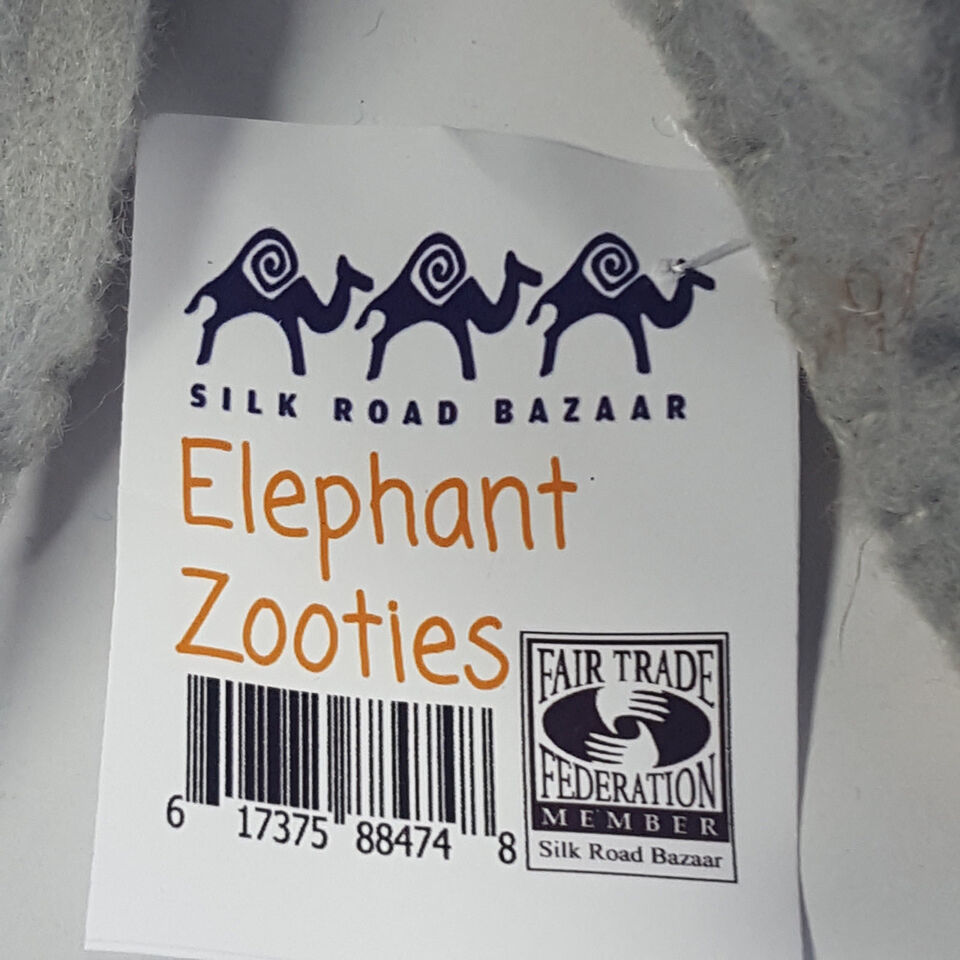 SILK ROAD BAZAAR
Elephant
Zooties
6 17375 88474 8
FAIR TRADE
FEDERATION
MEMBER
Silk Road Bazaar